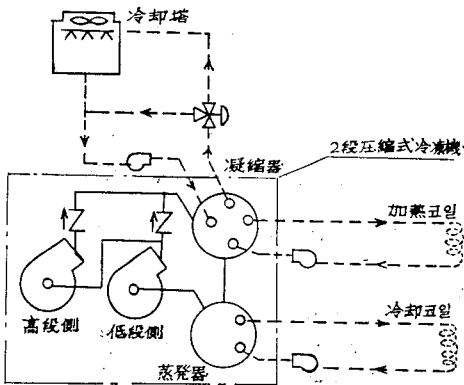 冷却塔
2段圧縮式冷凍機
凝縮器
加熱코일
高段側
低段側
冷却코일
蒸発器